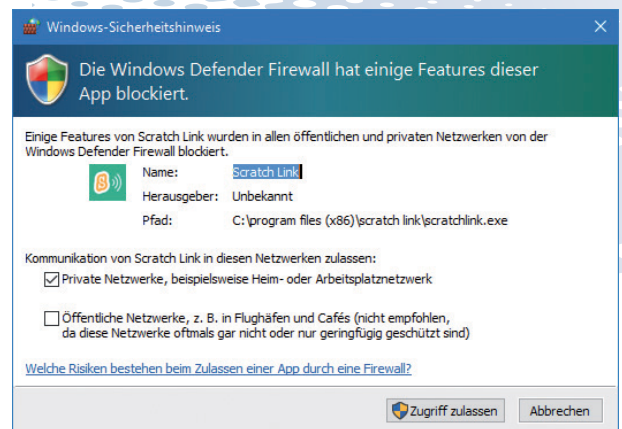 Windows-Sicherheitshinweis
Die Windows Defender Firewall hat einige Features dieser
App blockiert.
Einige Features von Scratch Link wurden in allen öffentlichen und privaten Netzwerken von der
Windows Defender Firewall blockiert.
Name: Scratch Link
Herausgeber: Unbekannt
Pfad: C:\program files (x86)\scratch link\scratchlink.exe
Kommunikation von Scratch Link in diesen Netzwerken zulassen:
Private Netzwerke, beispielsweise Heim- oder Arbeitsplatznetzwerk
Öffentliche Netzwerke, z. B. in Flughäfen und Cafés (nicht empfohlen,
da diese Netzwerke oftmals gar nicht oder nur geringfügig geschützt sind)
Welche Risiken bestehen beim Zulassen einer App durch eine Firewall?
Zugriff zulassen Abbrechen